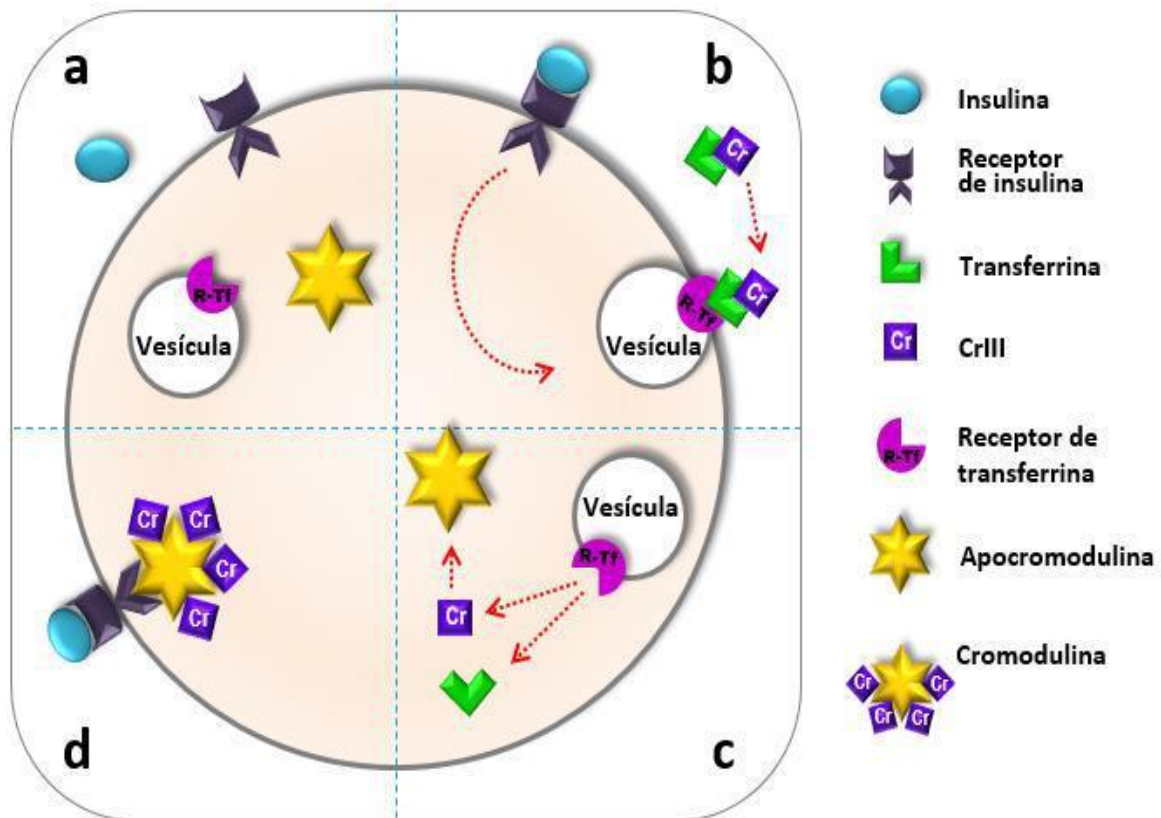 a
b
Cr
Cr
R-Tf
Vesícula
R-Tf
Vesícula
Vesícula
R-Tf
Cr
Cr
Cr
Cr
Cr
d
c
Insulina
Receptor
de insulina
Transferrina
Cr
CrIII
R-Tf
Receptor de
transferrina
Apocromodulina
Cromodulina
Cr
Cr
Cr
Cr